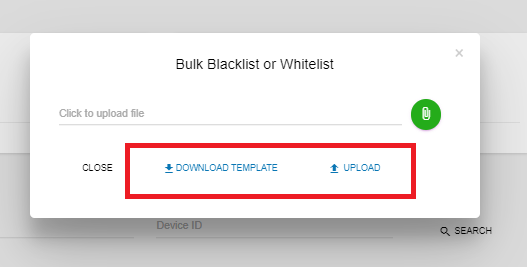 ×
Bulk Blacklist or Whitelist
Click to upload file
CLOSE DOWNLOAD TEMPLATE UPLOAD
Device ID
SEARCH